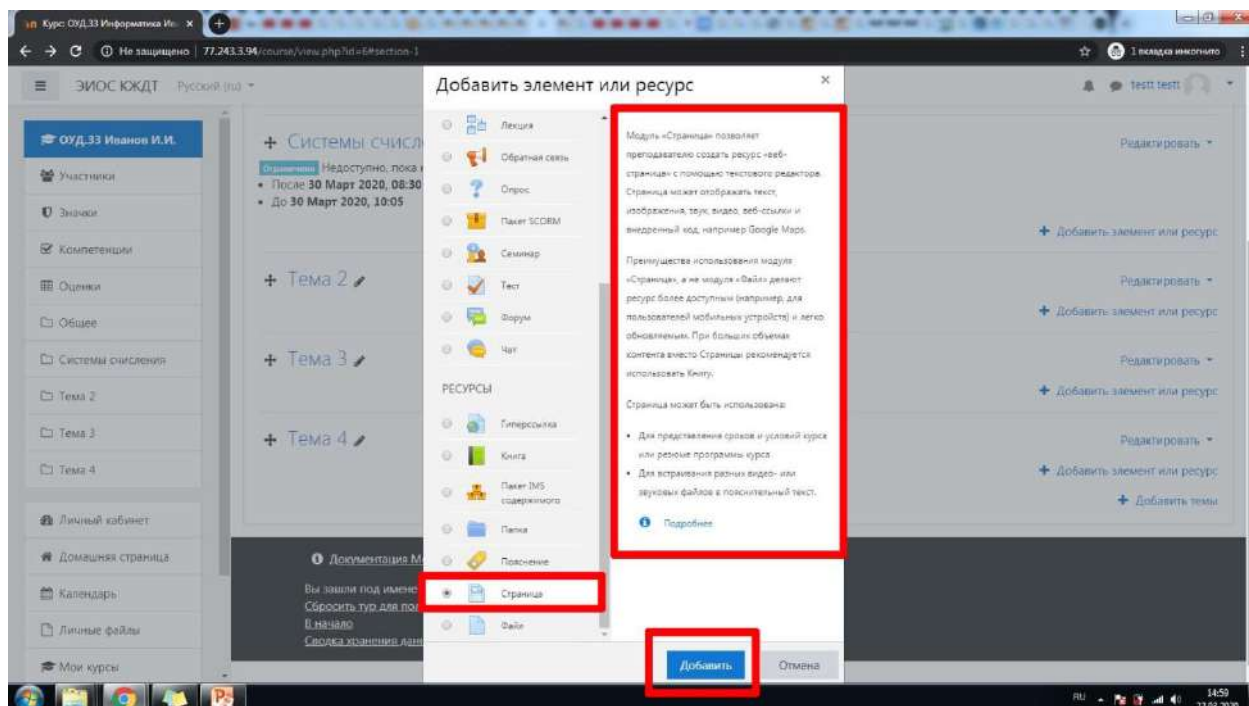 Курс: ОУД.33 Информатика Ин
Не защищено | 77.243.3.94/course/view.php?id=6#section-1
1 вкладка инкогнито
ЭИОС КЖДТ Русский (ru)
testt testt
ОУД.33 Иванов И.И.
Участники
Значки
Компетенции
Оценки
Общее
Системы счисления
Тема 2
Тема 3
Тема 4
Личный кабинет
Домашняя страница
Календарь
Личные файлы
Мои курсы
Системы числ
Ограничено Недоступно, пока
После 30 Март 2020, 08:30
До 30 Март 2020, 10:05
Редактировать
Добавить элемент или ресурс
Тема 2
Редактировать
Добавить элемент или ресурс
Тема 3
Редактировать
Добавить элемент или ресурс
Тема 4
Редактировать
Добавить элемент или ресурс
Добавить темы
Документация M
Вы зашли под имене
Сбросить тур для пол
В начало
Сводка хранения дан
Добавить элемент или ресурс
Лекция
Обратная связь
Опрос
Пакет SCORM
Семинар
Тест
Форум
Чат
РЕСУРСЫ
Гиперссылка
Книга
Пакет IMS
содержимого
Папка
Пояснение
Страница
Файл
Модуль «Страница» позволяет
преподавателю создать ресурс «веб-
страница» с помощью текстового редактора.
Страница может отображать текст,
изображения, звук, видео, веб-ссылки и
внедренный код, например Google Maps.
Преимущества использования модуля
«Страница», а не модуля «Файл» делают
ресурс более доступным (например, для
пользователей мобильных устройств) и легко
обновляемым. При больших объемах
контента вместо Страницы рекомендуется
использовать Книгу.
Страница может быть использована:
Для представления сроков и условий курса
или резюме программы курса
Для встраивания разных видео- или
звуковых файлов в пояснительный текст.
Подробнее
Добавить
Отмена
RU
14:59